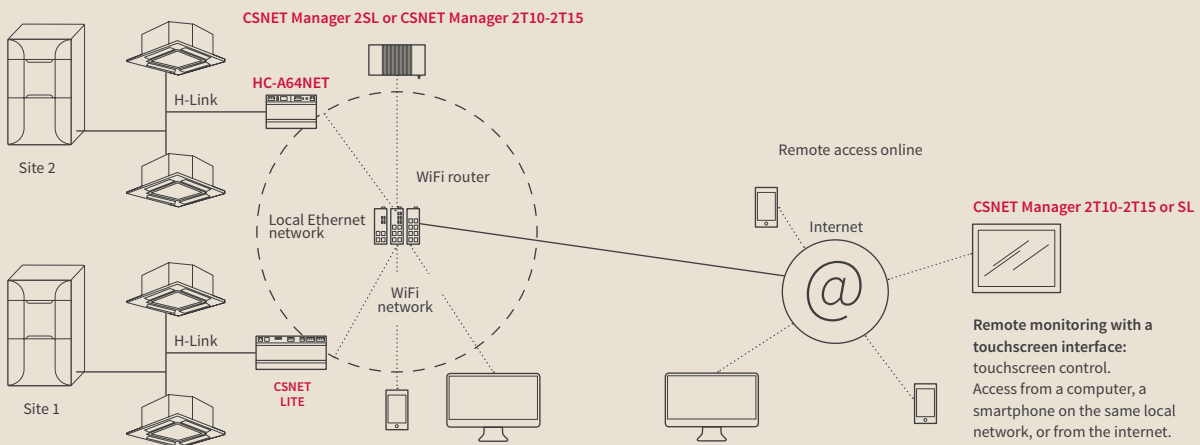 CSNET Manager 2SL or CSNET Manager 2T10-2T15
HC-A64NET
H-Link
Site 2
WiFi router
Local Ethernet
network
Remote access online
CSNET Manager 2T10-2T15 or SL
Internet
@
WiFi
network
H-Link
CSNET
LITE
Site 1
Remote monitoring with a
touchscreen interface:
touchscreen control.
Access from a computer, a
smartphone on the same local
network, or from the internet.